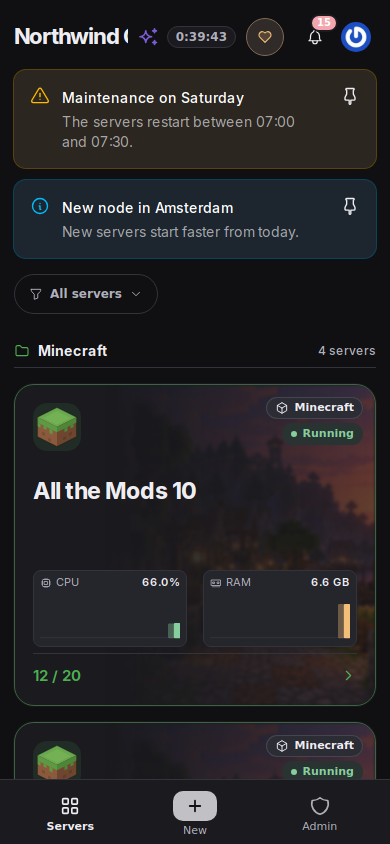 Northwind
0:39:43
15
Maintenance on Saturday
The servers restart between 07:00
and 07:30.
New node in Amsterdam
New servers start faster from today.
All servers
Minecraft
4 servers
Minecraft
Running
All the Mods 10
CPU
66.0%
RAM
6.6 GB
12 / 20
Minecraft
Running
Servers
New
Admin